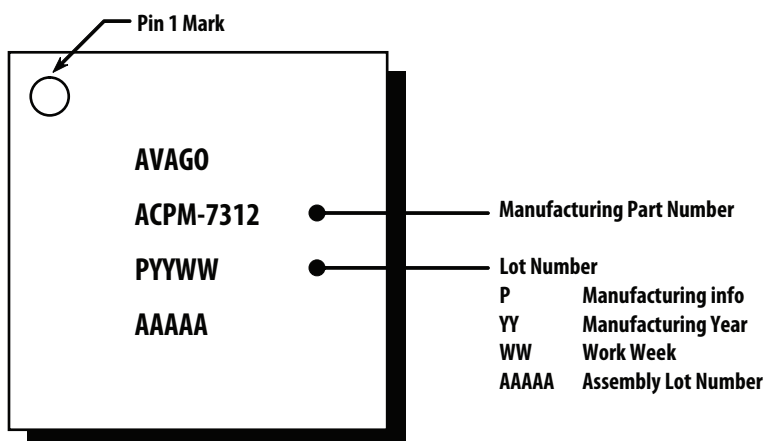 Pin 1 Mark
AVAGO
ACPM-7312
Manufacturing Part Number
PYYWW
Lot Number
P Manufacturing info
YY Manufacturing Year
AAAAA
WW Work Week
AAAAA Assembly Lot Number